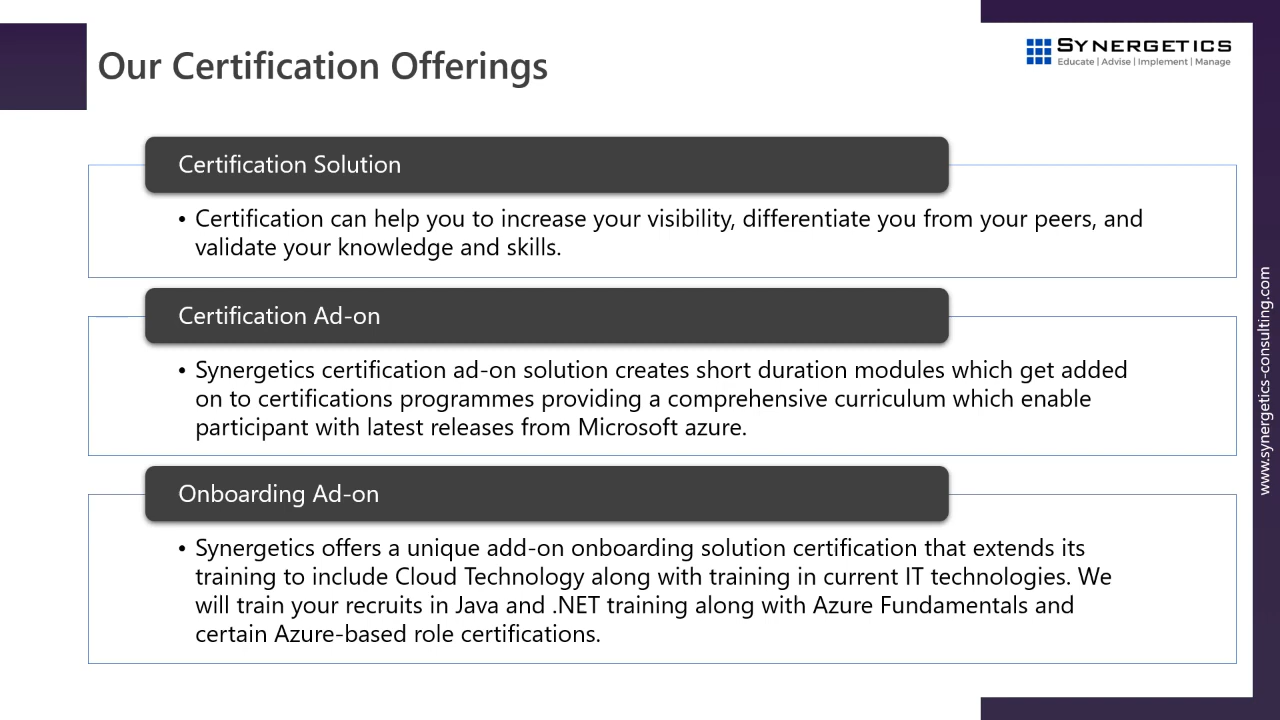 Our Certification Offerings
SYNERGETICS
Educate | Advise | Implement | Manage
Certification Solution
• Certification can help you to increase your visibility, differentiate you from your peers, and
validate your knowledge and skills.
Certification Ad-on
• Synergetics certification ad-on solution creates short duration modules which get added
on to certifications programmes providing a comprehensive curriculum which enable
participant with latest releases from Microsoft azure.
Onboarding Ad-on
• Synergetics offers a unique add-on onboarding solution certification that extends its
training to include Cloud Technology along with training in current IT technologies. We
will train your recruits in Java and .NET training along with Azure Fundamentals and
certain Azure-based role certifications.
www.synergetics-consulting.com